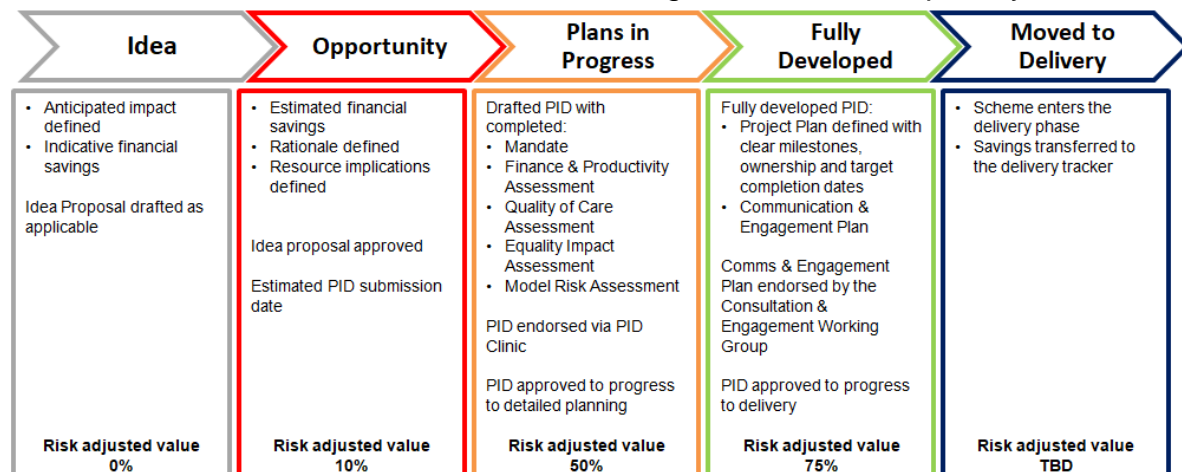 Idea
Opportunity
Plans in
Progress
Fully
Developed
Moved to
Delivery
• Anticipated impact
defined
• Indicative financial
savings
Idea Proposal drafted as
applicable
Risk adjusted value
0%
• Estimated financial
savings
• Rationale defined
• Resource implications
defined
Idea proposal approved
Estimated PID submission
date
Risk adjusted value
10%
Drafted PID with
completed:
• Mandate
• Finance & Productivity
Assessment
• Quality of Care
Assessment
• Equality Impact
Assessment
• Model Risk Assessment
PID endorsed via PID
Clinic
PID approved to progress
to detailed planning
Risk adjusted value
50%
Fully developed PID:
• Project Plan defined with
clear milestones,
ownership and target
completion dates
• Communication &
Engagement Plan
Comms & Engagement
Plan endorsed by the
Consultation &
Engagement Working
Group
PID approved to progress
to delivery
Risk adjusted value
75%
• Scheme enters the
delivery phase
• Savings transferred to
the delivery tracker
Risk adjusted value
TBD